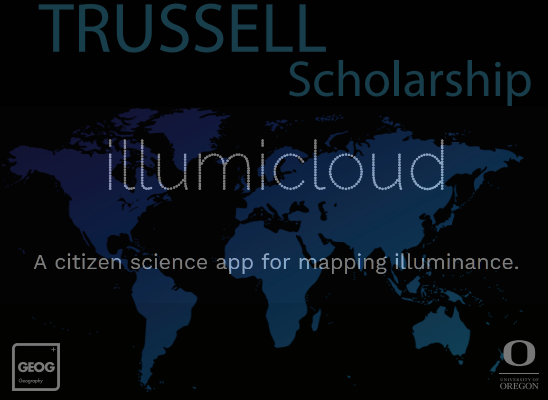 TRUSSELL
Scholarship
illumicloud
A citizen science app for mapping illuminance.
GEOG
Geography
O
UNIVERSITY OF
OREGON